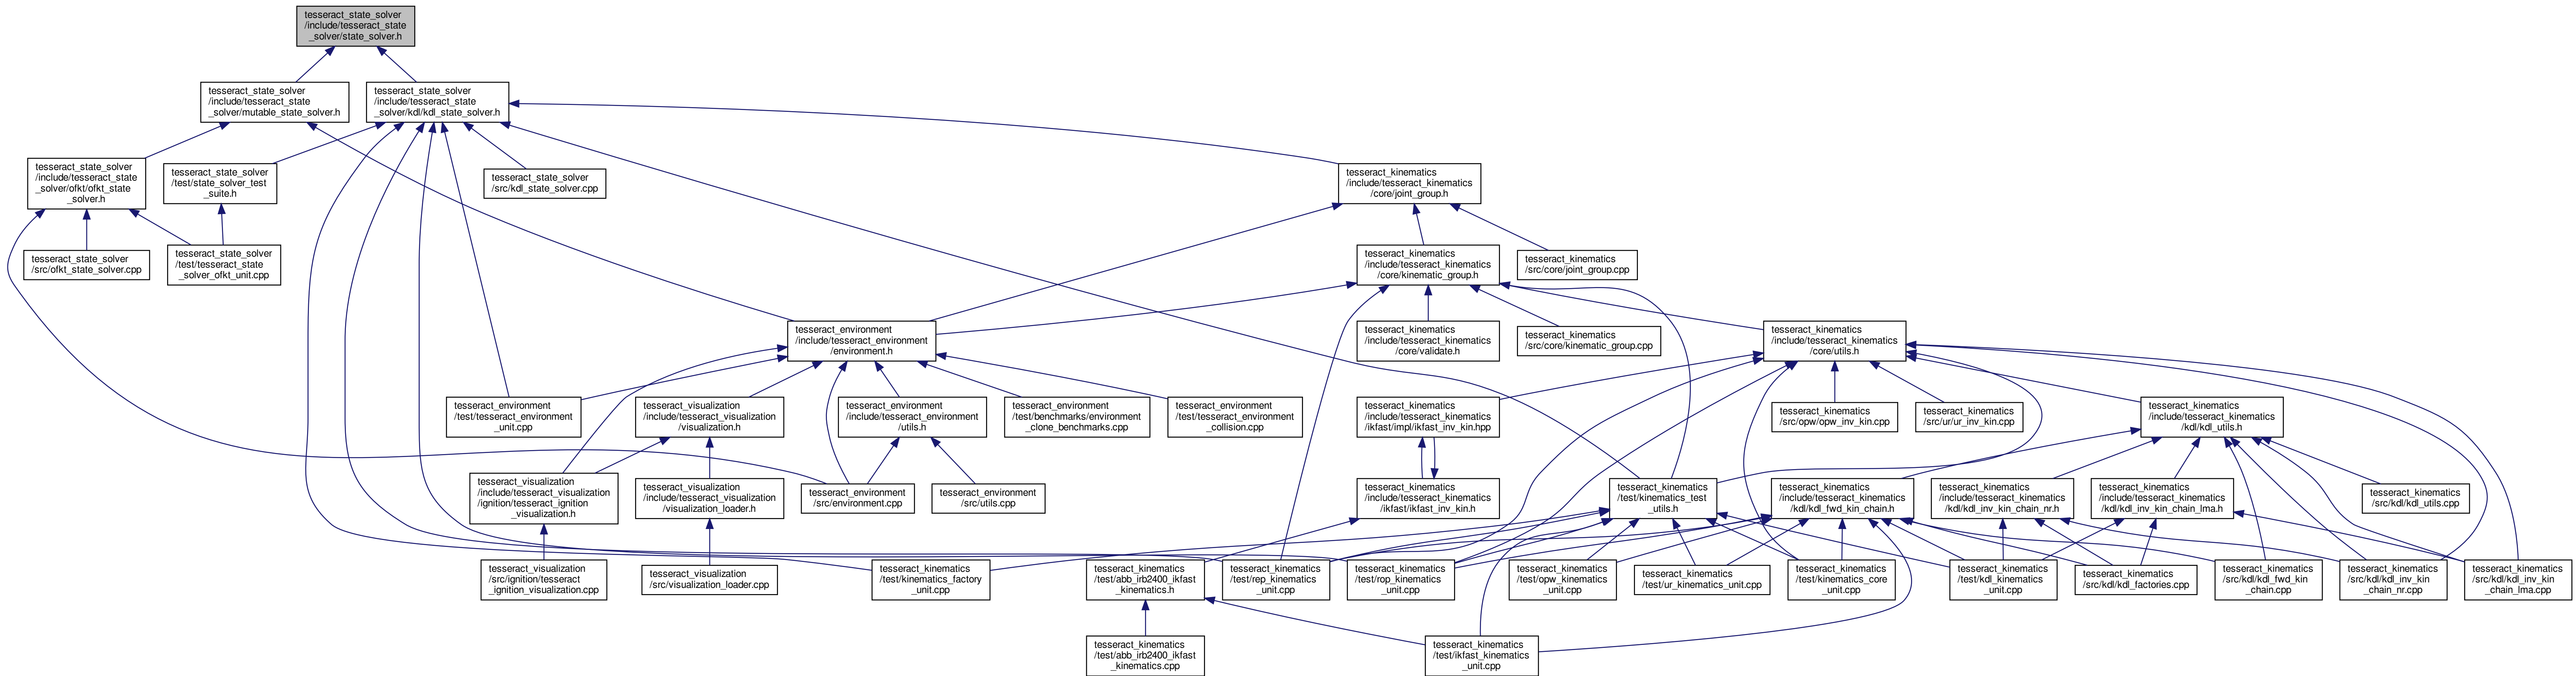 tesseract_state_solver
/include/tesseract_state
_solver/state_solver.h
tesseract_state_solver
/include/tesseract_state
_solver/mutable_state_solver.h
tesseract_state_solver
/include/tesseract_state
_solver/kdl/kdl_state_solver.h
tesseract_state_solver
/include/tesseract_state
_solver/ofkt/ofkt_state
_solver.h
tesseract_state_solver
/test/state_solver_test
_suite.h
tesseract_state_solver
/src/kdl_state_solver.cpp
tesseract_kinematics
/include/tesseract_kinematics
/core/joint_group.h
tesseract_state_solver
/src/ofkt_state_solver.cpp
tesseract_state_solver
/test/tesseract_state
_solver_ofkt_unit.cpp
tesseract_kinematics
/include/tesseract_kinematics
/core/kinematic_group.h
tesseract_kinematics
/src/core/joint_group.cpp
tesseract_environment
/include/tesseract_environment
/environment.h
tesseract_kinematics
/include/tesseract_kinematics
/core/validate.h
tesseract_kinematics
/src/core/kinematic_group.cpp
tesseract_kinematics
/include/tesseract_kinematics
/core/utils.h
tesseract_environment
/test/tesseract_environment
_unit.cpp
tesseract_visualization
/include/tesseract_visualization
/visualization.h
tesseract_environment
/include/tesseract_environment
/utils.h
tesseract_environment
/test/benchmarks/environment
_clone_benchmarks.cpp
tesseract_environment
/test/tesseract_environment
_collision.cpp
tesseract_kinematics
/include/tesseract_kinematics
/ikfast/impl/ikfast_inv_kin.hpp
tesseract_kinematics
/src/opw/opw_inv_kin.cpp
tesseract_kinematics
/src/ur/ur_inv_kin.cpp
tesseract_kinematics
/include/tesseract_kinematics
/kdl/kdl_utils.h
tesseract_visualization
/include/tesseract_visualization
/ignition/tesseract_ignition
_visualization.h
tesseract_visualization
/include/tesseract_visualization
/visualization_loader.h
tesseract_environment
/src/environment.cpp
tesseract_environment
/src/utils.cpp
tesseract_kinematics
/include/tesseract_kinematics
/ikfast/ikfast_inv_kin.h
tesseract_kinematics
/test/kinematics_test
_utils.h
tesseract_kinematics
/include/tesseract_kinematics
/kdl/kdl_fwd_kin_chain.h
tesseract_kinematics
/include/tesseract_kinematics
/kdl/kdl_inv_kin_chain_nr.h
tesseract_kinematics
/include/tesseract_kinematics
/kdl/kdl_inv_kin_chain_lma.h
tesseract_kinematics
/src/kdl/kdl_utils.cpp
tesseract_visualization
/src/ignition/tesseract
_ignition_visualization.cpp
tesseract_visualization
/src/visualization_loader.cpp
tesseract_kinematics
/test/kinematics_factory
_unit.cpp
tesseract_kinematics
/test/abb_irb2400_ikfast
_kinematics.h
tesseract_kinematics
/test/rep_kinematics
_unit.cpp
tesseract_kinematics
/test/rop_kinematics
_unit.cpp
tesseract_kinematics
/test/opw_kinematics
_unit.cpp
tesseract_kinematics
/test/ur_kinematics_unit.cpp
tesseract_kinematics
/test/kinematics_core
_unit.cpp
tesseract_kinematics
/test/kdl_kinematics
_unit.cpp
tesseract_kinematics
/src/kdl/kdl_factories.cpp
tesseract_kinematics
/src/kdl/kdl_fwd_kin
_chain.cpp
tesseract_kinematics
/src/kdl/kdl_inv_kin
_chain_nr.cpp
tesseract_kinematics
/src/kdl/kdl_inv_kin
_chain_lma.cpp
tesseract_kinematics
/test/abb_irb2400_ikfast
_kinematics.cpp
tesseract_kinematics
/test/ikfast_kinematics
_unit.cpp